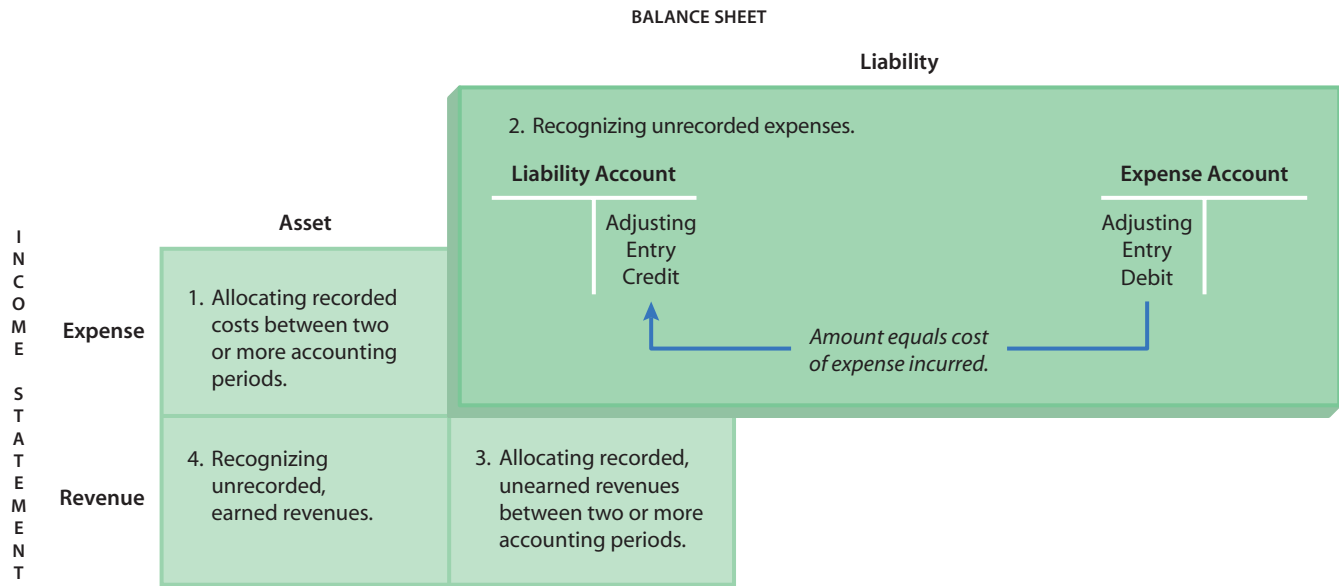 BALANCE SHEET
Liability
2. Recognizing unrecorded expenses.
Liability Account
Expense Account
Adjusting
Entry
Credit
Adjusting
Entry
Debit
Amount equals cost
of expense incurred.
Asset
INCOME STATEMENT
Expense
1. Allocating recorded
costs between two
or more accounting
periods.
Revenue
4. Recognizing
unrecorded,
earned revenues.
3. Allocating recorded,
unearned revenues
between two or more
accounting periods.